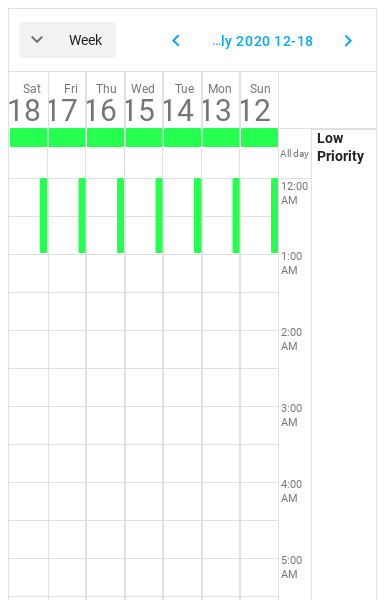 Week
…ly 2020 12-18
Sat Fri Thu Wed Tue Mon Sun
18 17 16 15 14 13 12
Low
Priority
All day
12:00
AM
1:00
AM
2:00
AM
3:00
AM
4:00
AM
5:00
AM